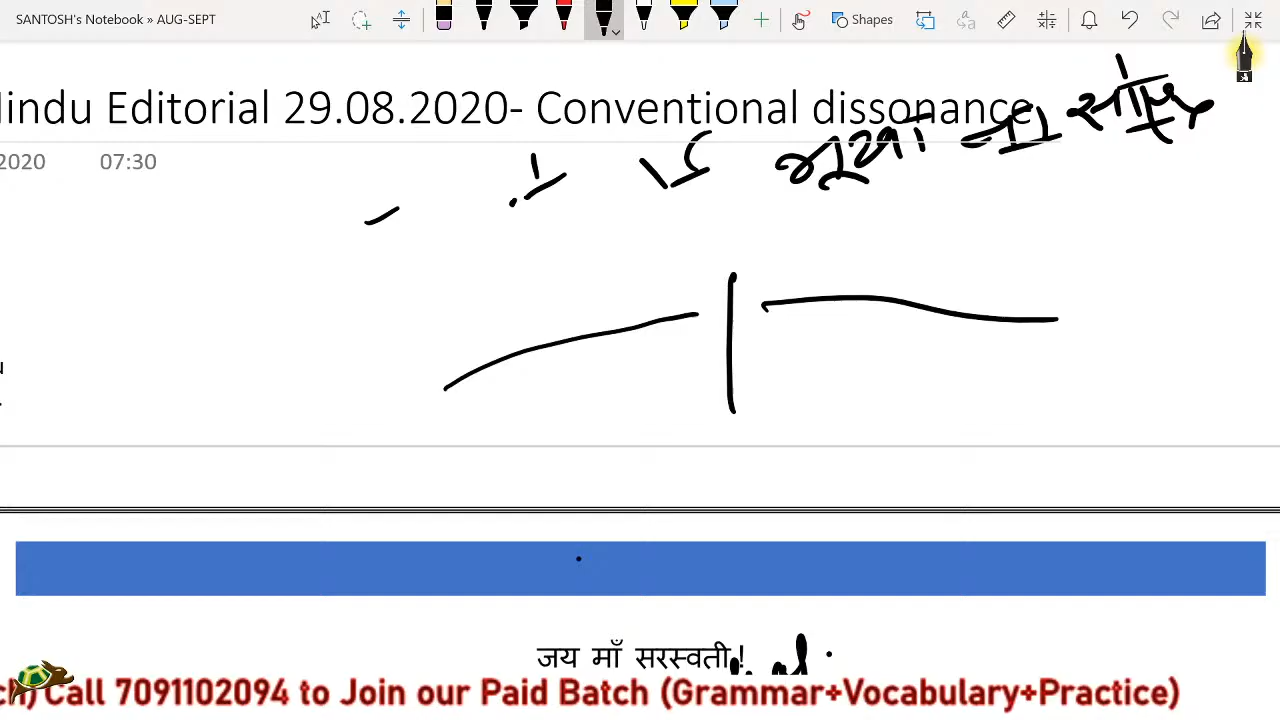 SANTOSH's Notebook » AUG-SEPT
Shapes
Hindu Editorial 29.08.2020- Conventional dissonance
2020 07:30
जय माँ सरस्वती !
Call 7091102094 to Join our Paid Batch (Grammar+Vocabulary+Practice)